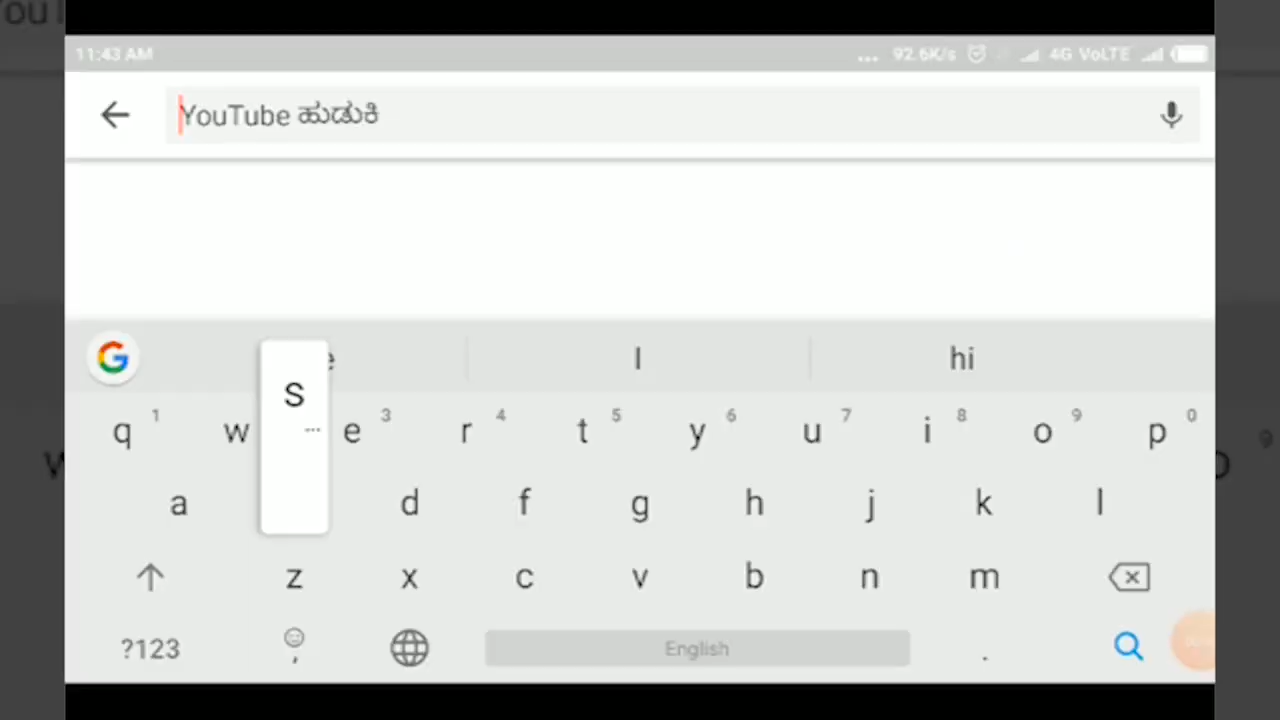 11:43 AM ... 92.6K/s 4G VoLTE
YouTube ಹುಡುಕಿ
I hi
q 1 w e 3 r 4 t 5 y 6 u 7 i 8 o 9 p 0
S
a d f g h j k l
z x c v b n m
?123 , English .